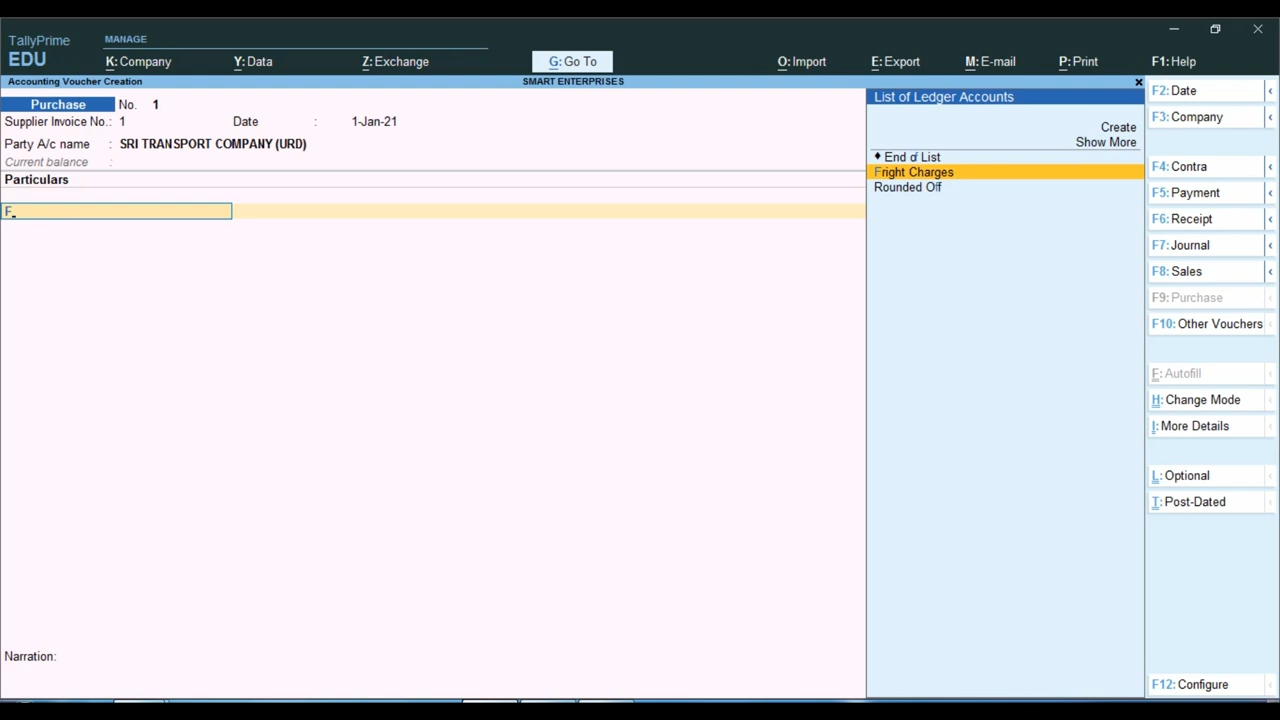 TallyPrime
EDU
MANAGE
K: Company
Y: Data
Z: Exchange
G: Go To
O: Import
E: Export
M: E-mail
P: Print
F1: Help
Accounting Voucher Creation
SMART ENTERPRISES
Purchase No. 1
Supplier Invoice No.: 1 Date : 1-Jan-21
Party A/c name : SRI TRANSPORT COMPANY (URD)
Current balance :
Particulars
F
Narration:
List of Ledger Accounts
Create
Show More
♦ End of List
Fright Charges
Rounded Off
F2: Date
F3: Company
F4: Contra
F5: Payment
F6: Receipt
F7: Journal
F8: Sales
F9: Purchase
F10: Other Vouchers
F: Autofill
H: Change Mode
I: More Details
L: Optional
T: Post-Dated
F12: Configure